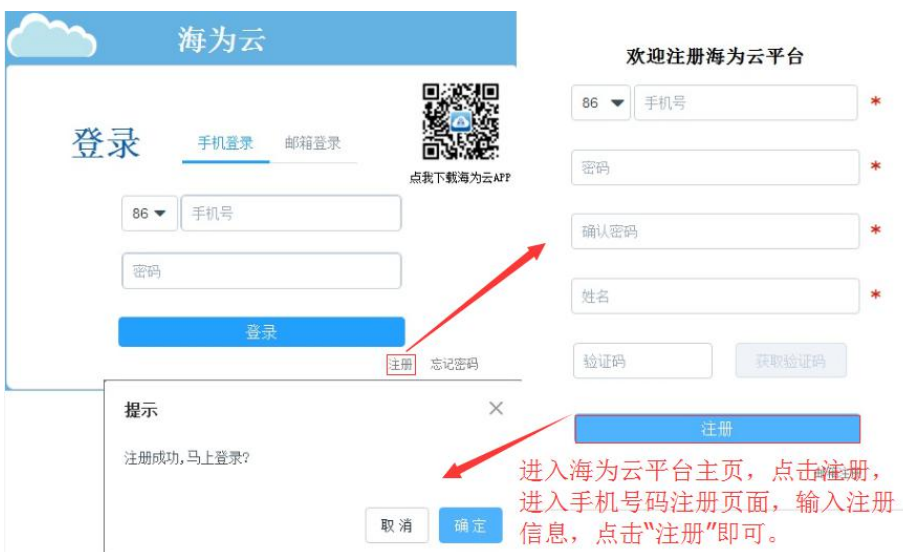 海为云
登录
手机登录
邮箱登录
点我下载海为云APP
86
手机号
密码
登录
注册
忘记密码
欢迎注册海为云平台
86
手机号
*
密码
*
确认密码
*
姓名
*
验证码
获取验证码
注册
提示
注册成功,马上登录?
取消
确定
进入海为云平台主页，点击注册，
进入手机号码注册页面，输入注册
信息，点击“注册”即可。